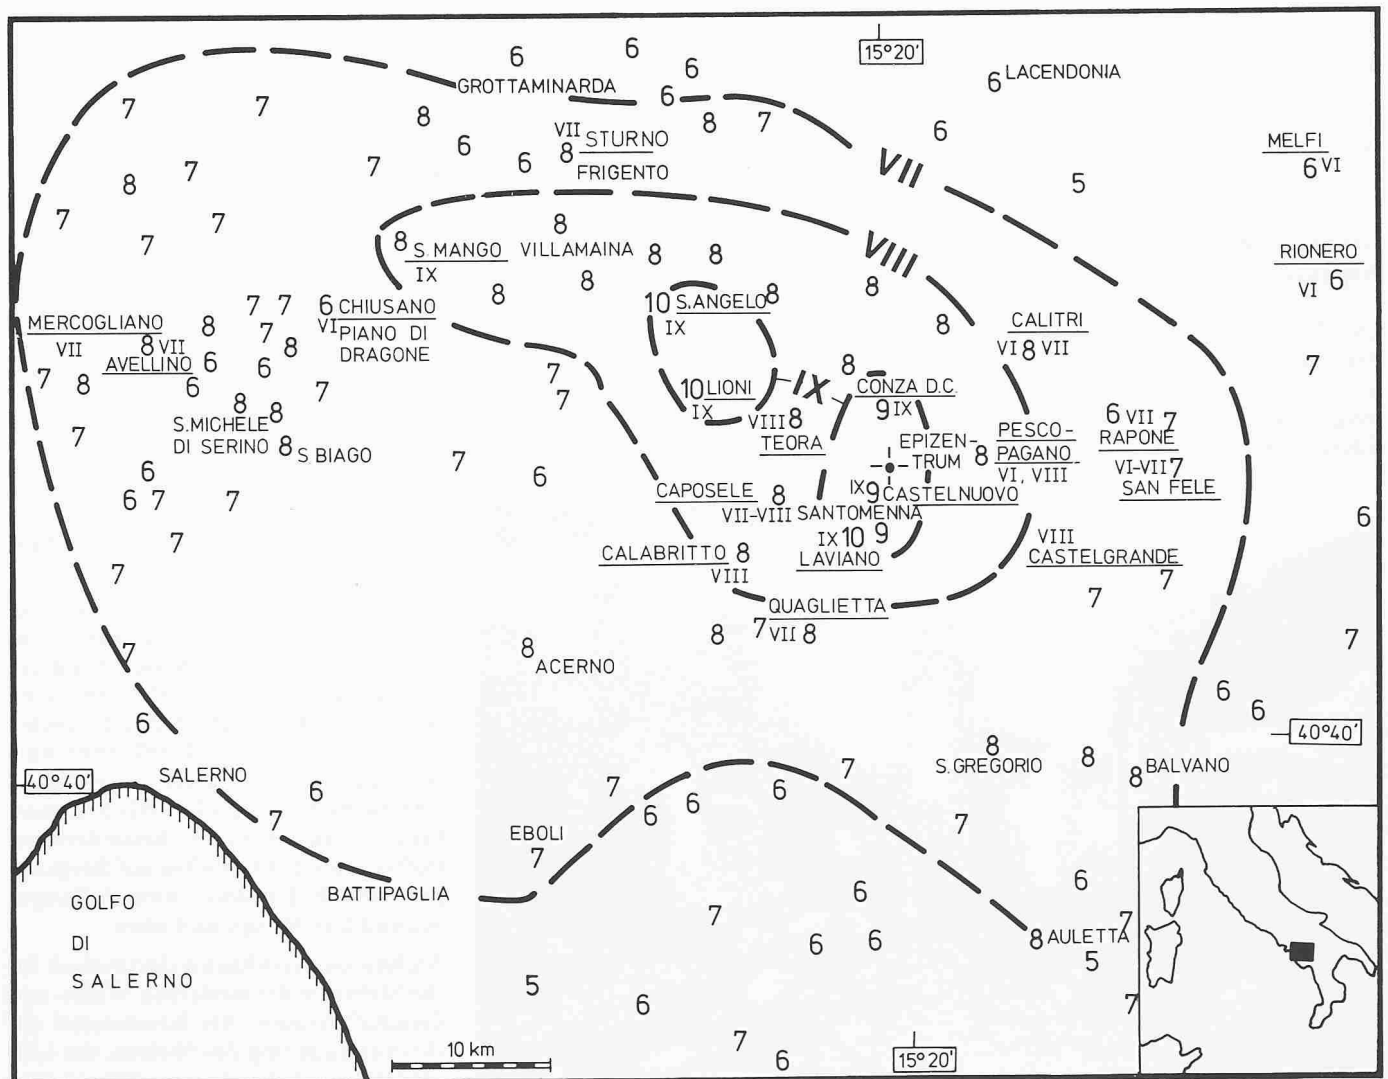 6
6
15°20'
6
6
LACENDONIA
GROTTAMINARDA
6
7
7
8
8
7
6
MELFI
6 VI
VII STURNO
8
FRIGENTO
6
6
7
7
8
5
VII
7
7
7
8
8
S.MANGO
IX
VILLAMAINA
8
8
VIII
RIONERO
VI 6
8
8
8
7
7
6 CHIUSANO
VI PIANO DI
DRAGONE
10 S.ANGELO
IX
8
8
MERCOGLIANO
VII
8
7
8 VII
AVELLINO
8
6
6
6
7
8
7
CALITRI
VI 8 VII
7
7
7
8
10 LIONI
IX
IX
CONZA D.C.
9 IX
8
8
S.MICHELE
DI SERINO
8 S.BIAGO
7
VIII 8
TEORA
EPIZEN-
TRUM
8
PESCO-
PAGANO
VI, VIII
6 VII 7
RAPONE
VI-VII 7
SAN FELE
6
6
7
7
7
6
CAPOSELE 8
VII-VIII
IX 9
CASTELNUOVO
SANTOMENNA
IX 10 9
LAVIANO
6
7
CALABRITTO 8
VIII
VIII
CASTELGRANDE
7
7
7
QUAGLIETTA
7 VII 8
8
7
7
8
ACERNO
6
6
6
40°40'
40°40'
SALERNO
6
7
7
6
6
6
7
8
S.GREGORIO
8
8
BALVANO
7
EBOLI
7
BATTIPAGLIA
6
6
7
GOLFO
DI
SALERNO
7
6
6
8 AULETTA
5
5
6
7
7
6
10 km
15°20'